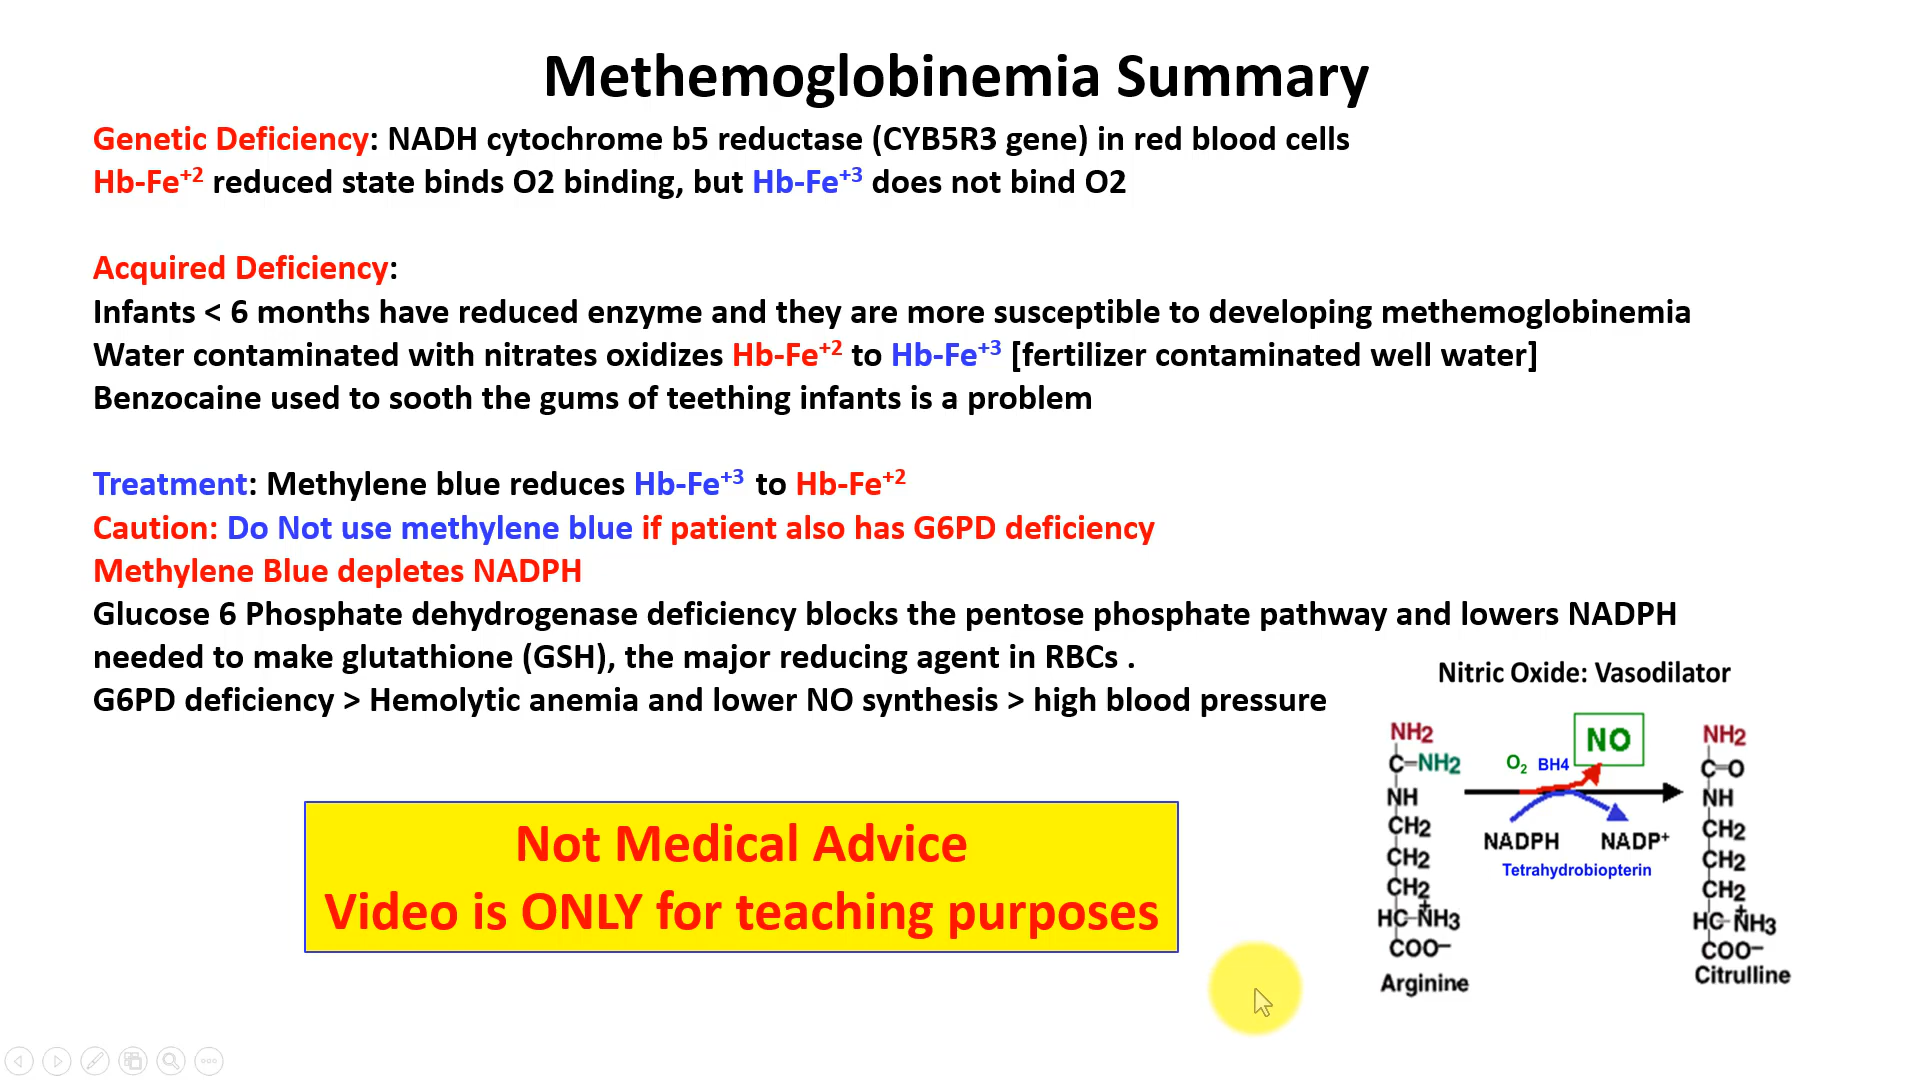 Methemoglobinemia Summary
Genetic Deficiency: NADH cytochrome b5 reductase (CYB5R3 gene) in red blood cells
Hb-Fe+2 reduced state binds O2 binding, but Hb-Fe+3 does not bind O2
Acquired Deficiency:
Infants < 6 months have reduced enzyme and they are more susceptible to developing methemoglobinemia
Water contaminated with nitrates oxidizes Hb-Fe+2 to Hb-Fe+3 [fertilizer contaminated well water]
Benzocaine used to sooth the gums of teething infants is a problem
Treatment: Methylene blue reduces Hb-Fe+3 to Hb-Fe+2
Caution: Do Not use methylene blue if patient also has G6PD deficiency
Methylene Blue depletes NADPH
Glucose 6 Phosphate dehydrogenase deficiency blocks the pentose phosphate pathway and lowers NADPH
needed to make glutathione (GSH), the major reducing agent in RBCs .
G6PD deficiency > Hemolytic anemia and lower NO synthesis > high blood pressure
Not Medical Advice
Video is ONLY for teaching purposes
Nitric Oxide: Vasodilator
NH2
C-NH2
NH
CH2
CH2
CH2
HC-NH3+
COO–
Arginine
O2 BH4 NO
NADPH NADP+
Tetrahydrobiopterin
NH2
C=O
NH
CH2
CH2
CH2
HC-NH3+
COO–
Citrulline